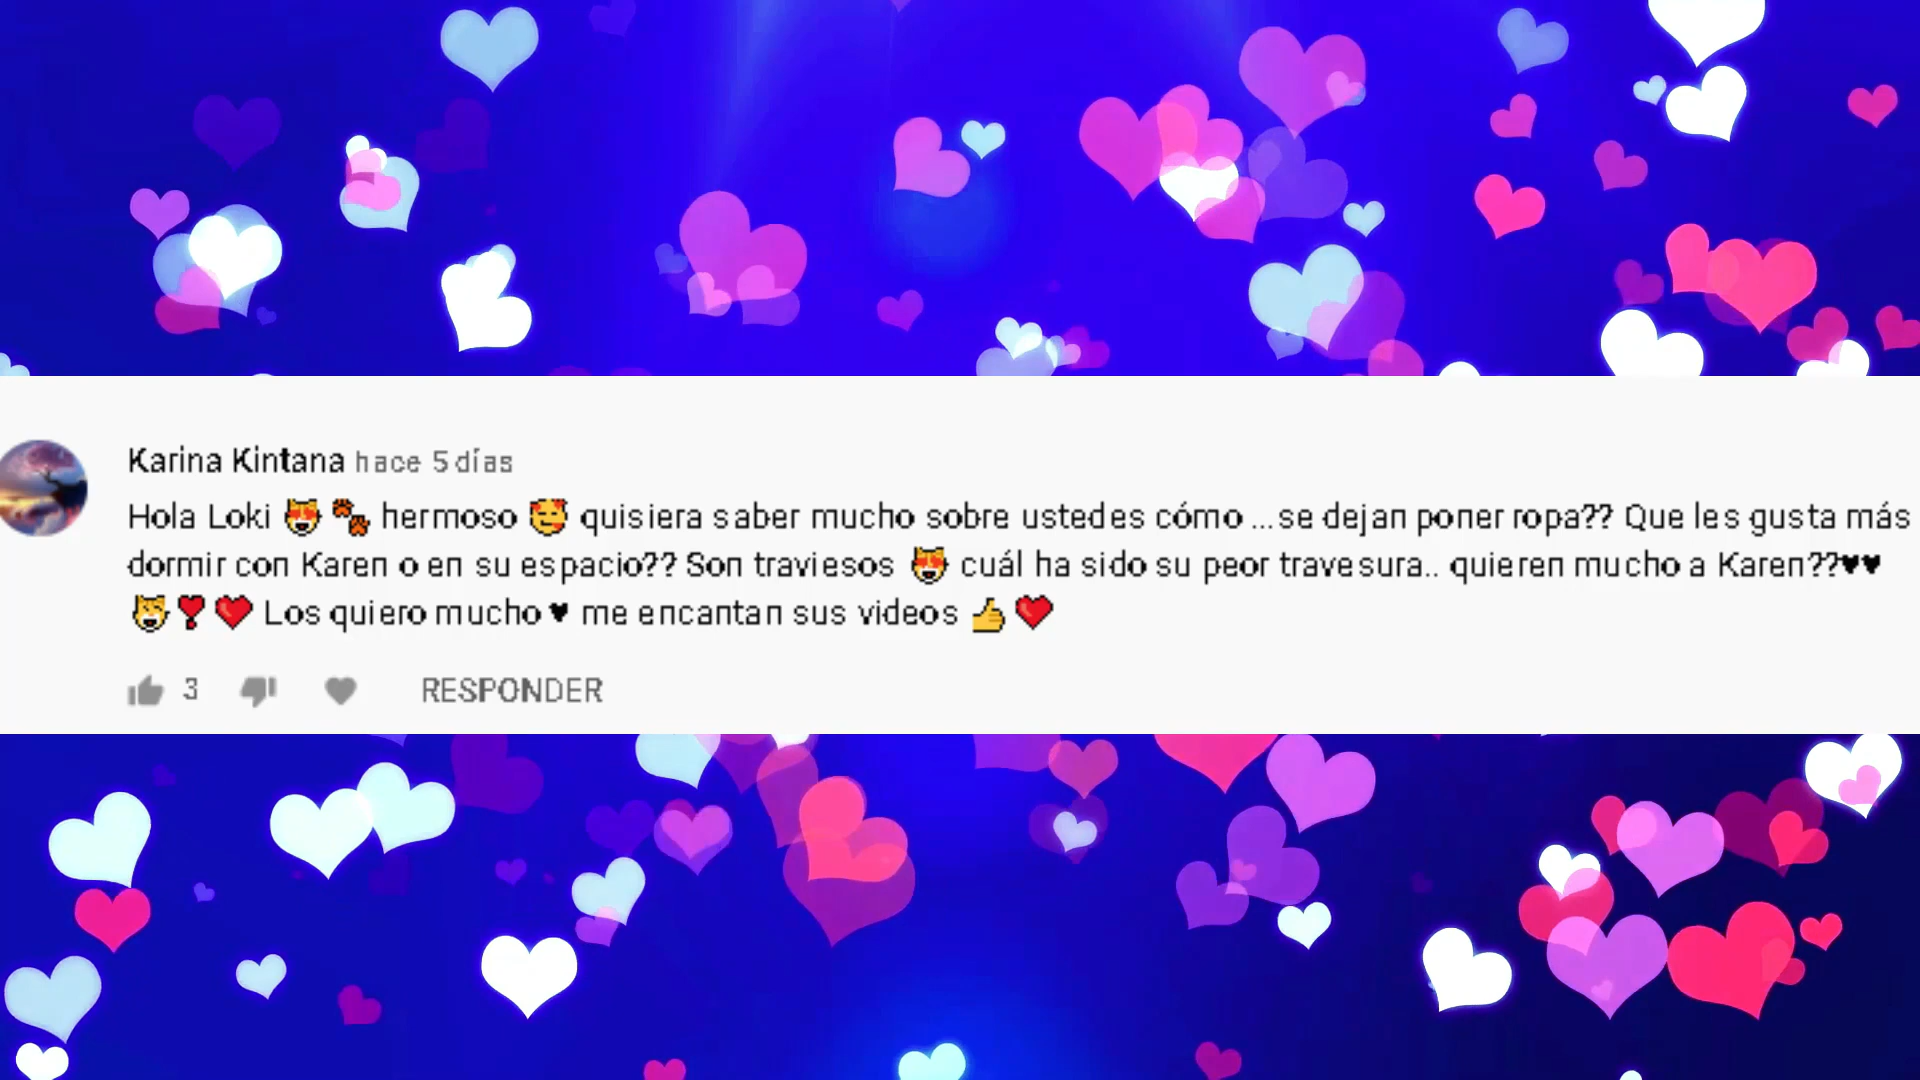 Karina Kintana hace 5 días
Hola Loki 😻 🐾 hermoso 🥰 quisiera saber mucho sobre ustedes cómo ...se dejan poner ropa?? Que les gusta más
dormir con Karen o en su espacio?? Son traviesos 😻 cuál ha sido su peor travesura.. quieren mucho a Karen??♥♥
😺❣❤ Los quiero mucho♥ me encantan sus videos 👍❤
3 RESPONDER